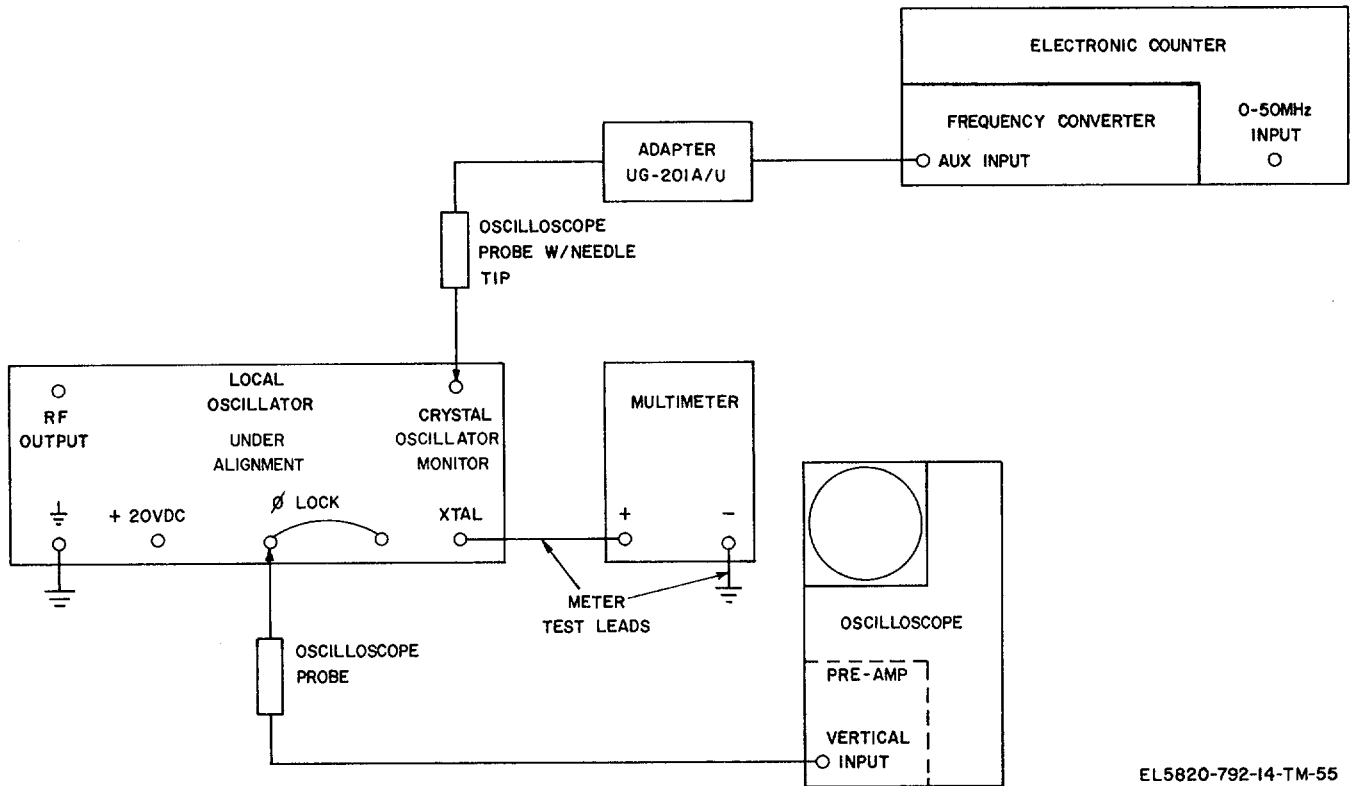 ELECTRONIC COUNTER
FREQUENCY CONVERTER
AUX INPUT
0-50MHz
INPUT
ADAPTER
UG-201A/U
OSCILLOSCOPE
PROBE W/NEEDLE
TIP
RF
OUTPUT
LOCAL
OSCILLATOR
UNDER
ALIGNMENT
CRYSTAL
OSCILLATOR
MONITOR
+ 20VDC
Ø LOCK
XTAL
MULTIMETER
+
-
METER
TEST LEADS
OSCILLOSCOPE
PROBE
OSCILLOSCOPE
PRE-AMP
VERTICAL
INPUT
EL5820-792-14-TM-55